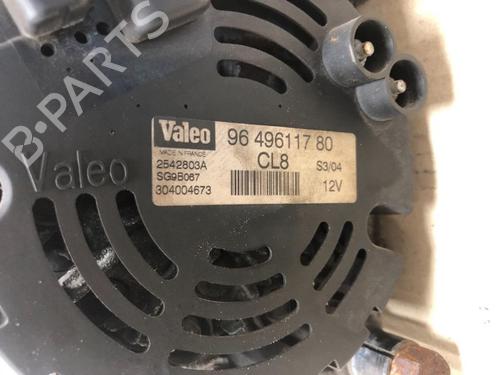 B-PARTS
Valeo
96 496117 80
MADE IN FRANCE
CL8
2542803A
S3/04
SG9B067
304004673
12V
Valeo